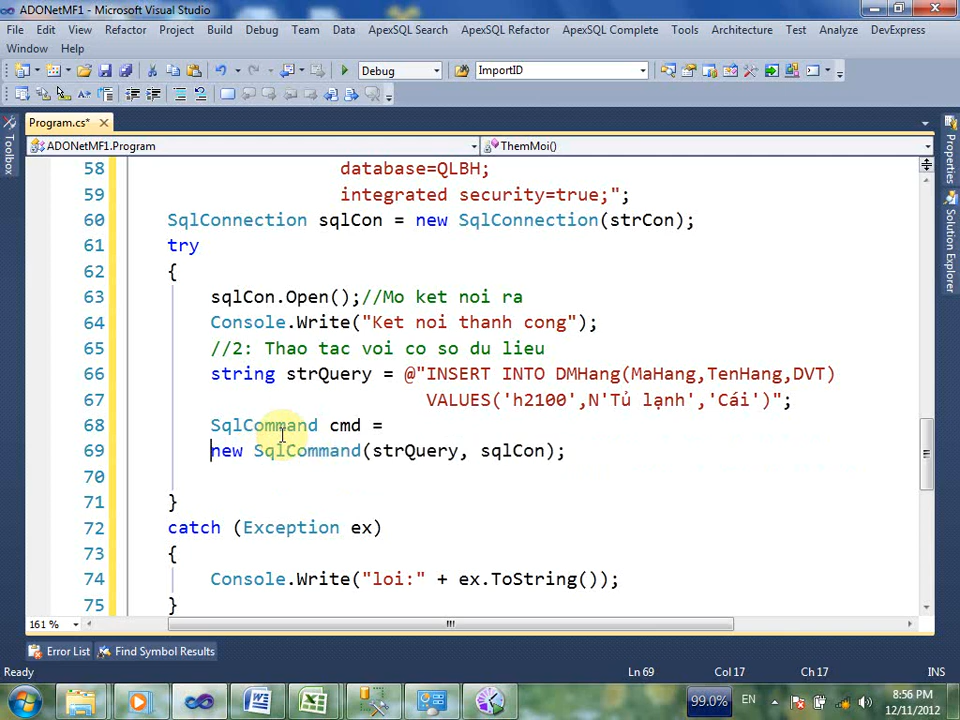 ADONetMF1 - Microsoft Visual Studio
File Edit View Refactor Project Build Debug Team Data ApexSQL Search ApexSQL Refactor ApexSQL Complete Tools Architecture Test Analyze DevExpress
Window Help
Debug ImportID
Program.cs*
ADONetMF1.Program ThemMoi()
Toolbox
Properties
Solution Explorer
58 database=QLBH;
59 integrated security=true;";
60 SqlConnection sqlCon = new SqlConnection(strCon);
61 try
62 {
63 sqlCon.Open();//Mo ket noi ra
64 Console.Write("Ket noi thanh cong");
65 //2: Thao tac voi co so du lieu
66 string strQuery = @"INSERT INTO DMHang(MaHang,TenHang,DVT)
67 VALUES('h2100',N'Tủ lạnh','Cái')";
68 SqlCommand cmd =
69 new SqlCommand(strQuery, sqlCon);
70
71 }
72 catch (Exception ex)
73 {
74 Console.Write("loi:" + ex.ToString());
75 }
161 %
Error List Find Symbol Results
Ready Ln 69 Col 17 Ch 17 INS
99.0% EN 8:56 PM
12/11/2012